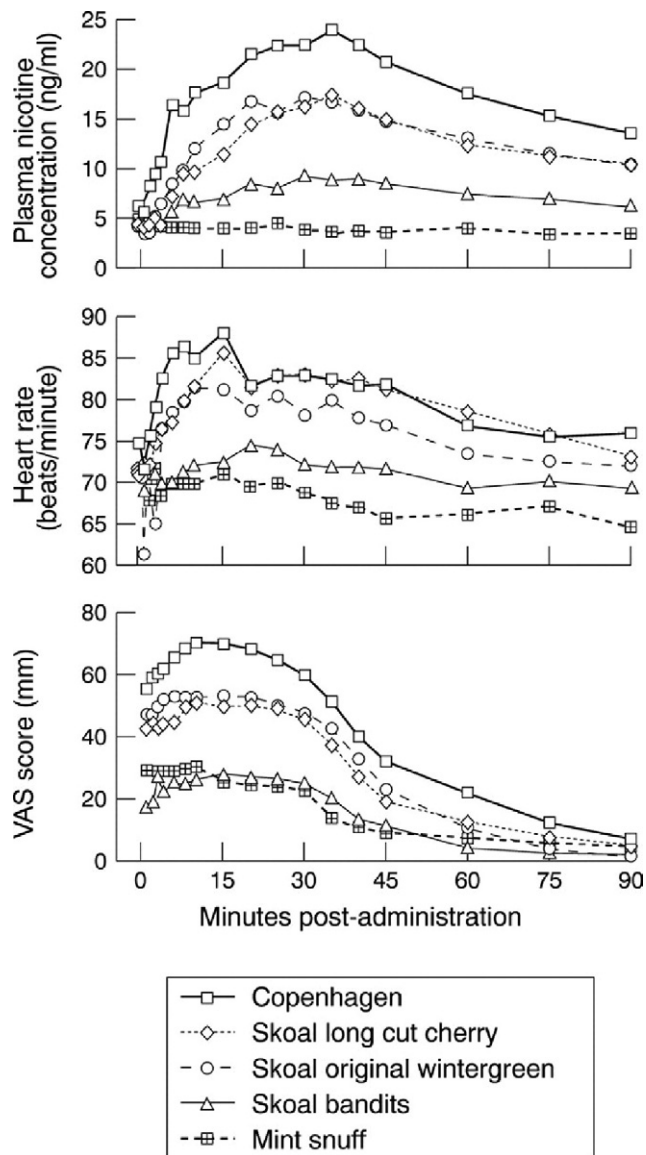 25
20
15
10
5
0
Plasma nicotine
concentration (ng/ml)
90
85
80
75
70
65
60
Heart rate
(beats/minute)
80
60
40
20
0
VAS score (mm)
0 15 30 45 60 75 90
Minutes post-administration
Copenhagen
Skoal long cut cherry
Skoal original wintergreen
Skoal bandits
Mint snuff